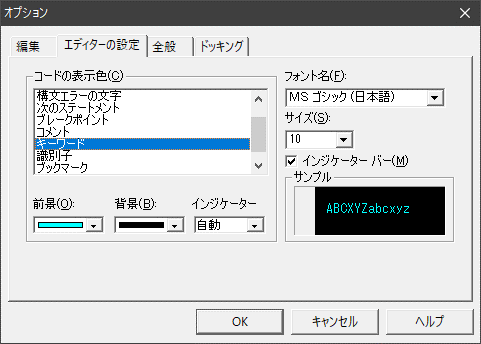 オプション
編集
エディターの設定
全般
ドッキング
コードの表示色(C)
構文エラーの文字
次のステートメント
ブレークポイント
コメント
キーワード
識別子
ブックマーク
前景(O):
背景(B):
インジケーター
自動
フォント名(F):
ＭＳ ゴシック (日本語)
サイズ(S):
10
インジケーター バー(M)
サンプル
ABCXYZabcxyz
OK
キャンセル
ヘルプ